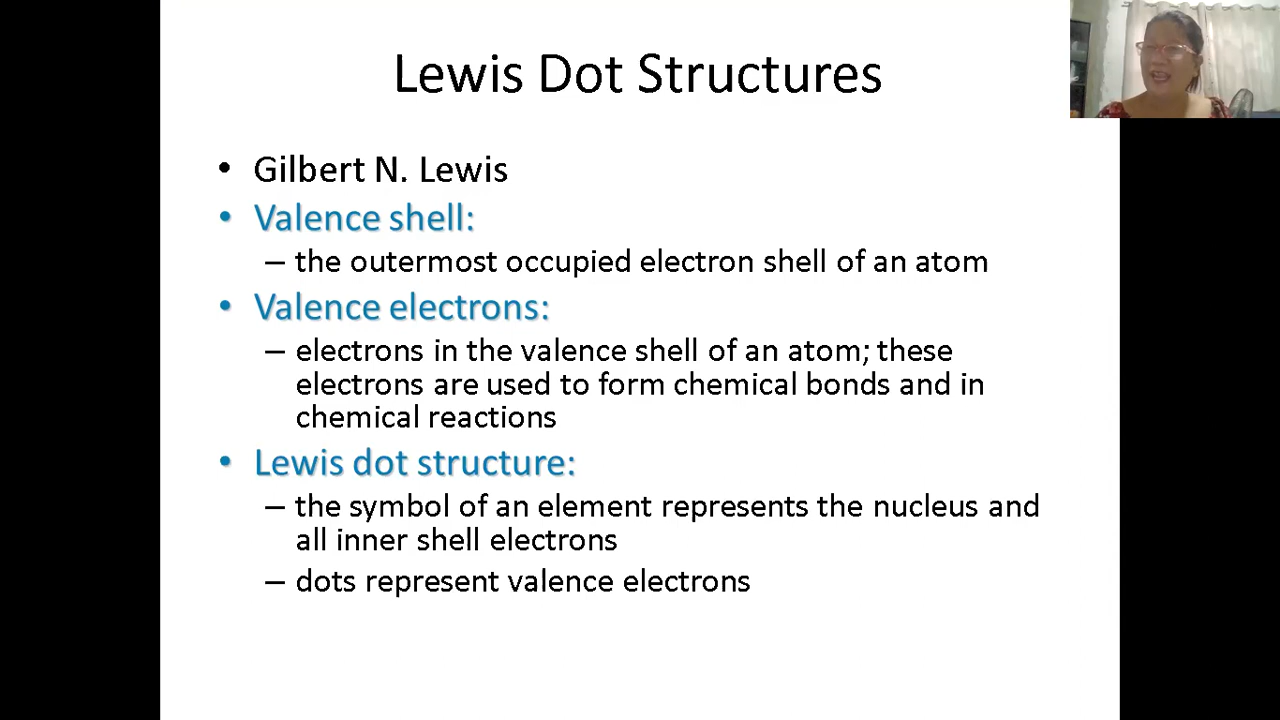 Lewis Dot Structures
• Gilbert N. Lewis
• Valence shell:
– the outermost occupied electron shell of an atom
• Valence electrons:
– electrons in the valence shell of an atom; these
electrons are used to form chemical bonds and in
chemical reactions
• Lewis dot structure:
– the symbol of an element represents the nucleus and
all inner shell electrons
– dots represent valence electrons